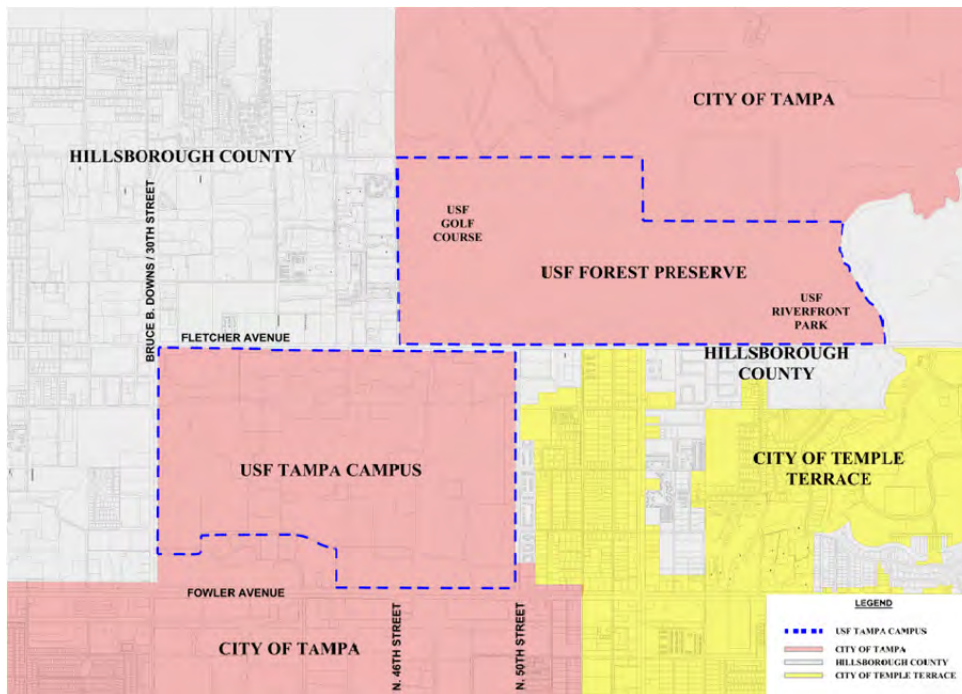 CITY OF TAMPA
HILLSBOROUGH COUNTY
BRUCE B. DOWNS / 30TH STREET
USF
GOLF
COURSE
USF FOREST PRESERVE
USF
RIVERFRONT
PARK
FLETCHER AVENUE
HILLSBOROUGH
COUNTY
USF TAMPA CAMPUS
CITY OF TEMPLE
TERRACE
FOWLER AVENUE
N. 46TH STREET
N. 50TH STREET
CITY OF TAMPA
LEGEND
USF TAMPA CAMPUS
CITY OF TAMPA
HILLSBOROUGH COUNTY
CITY OF TEMPLE TERRACE